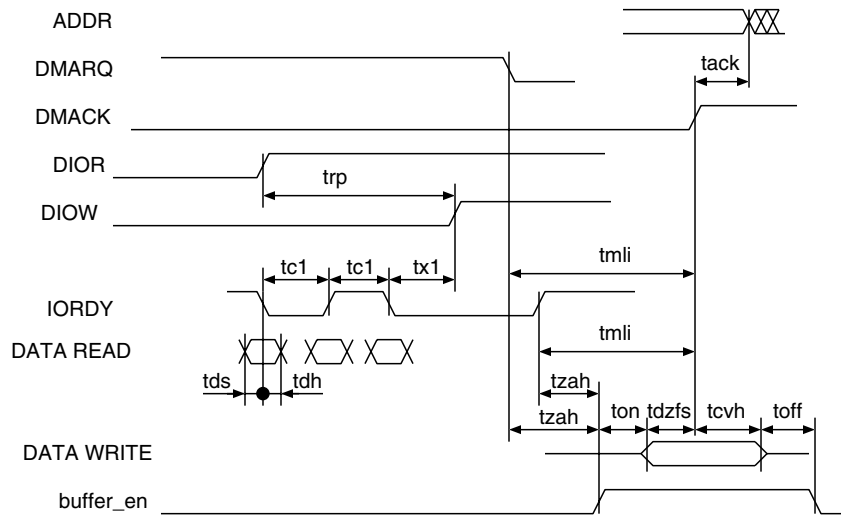 ADDR
DMARQ
tack
DMACK
DIOR
trp
DIOW
tc1 tc1 tx1 tmli
IORDY
DATA READ tmli
tds tdh tzah
tzah ton tdzfs tcvh toff
DATA WRITE
buffer_en